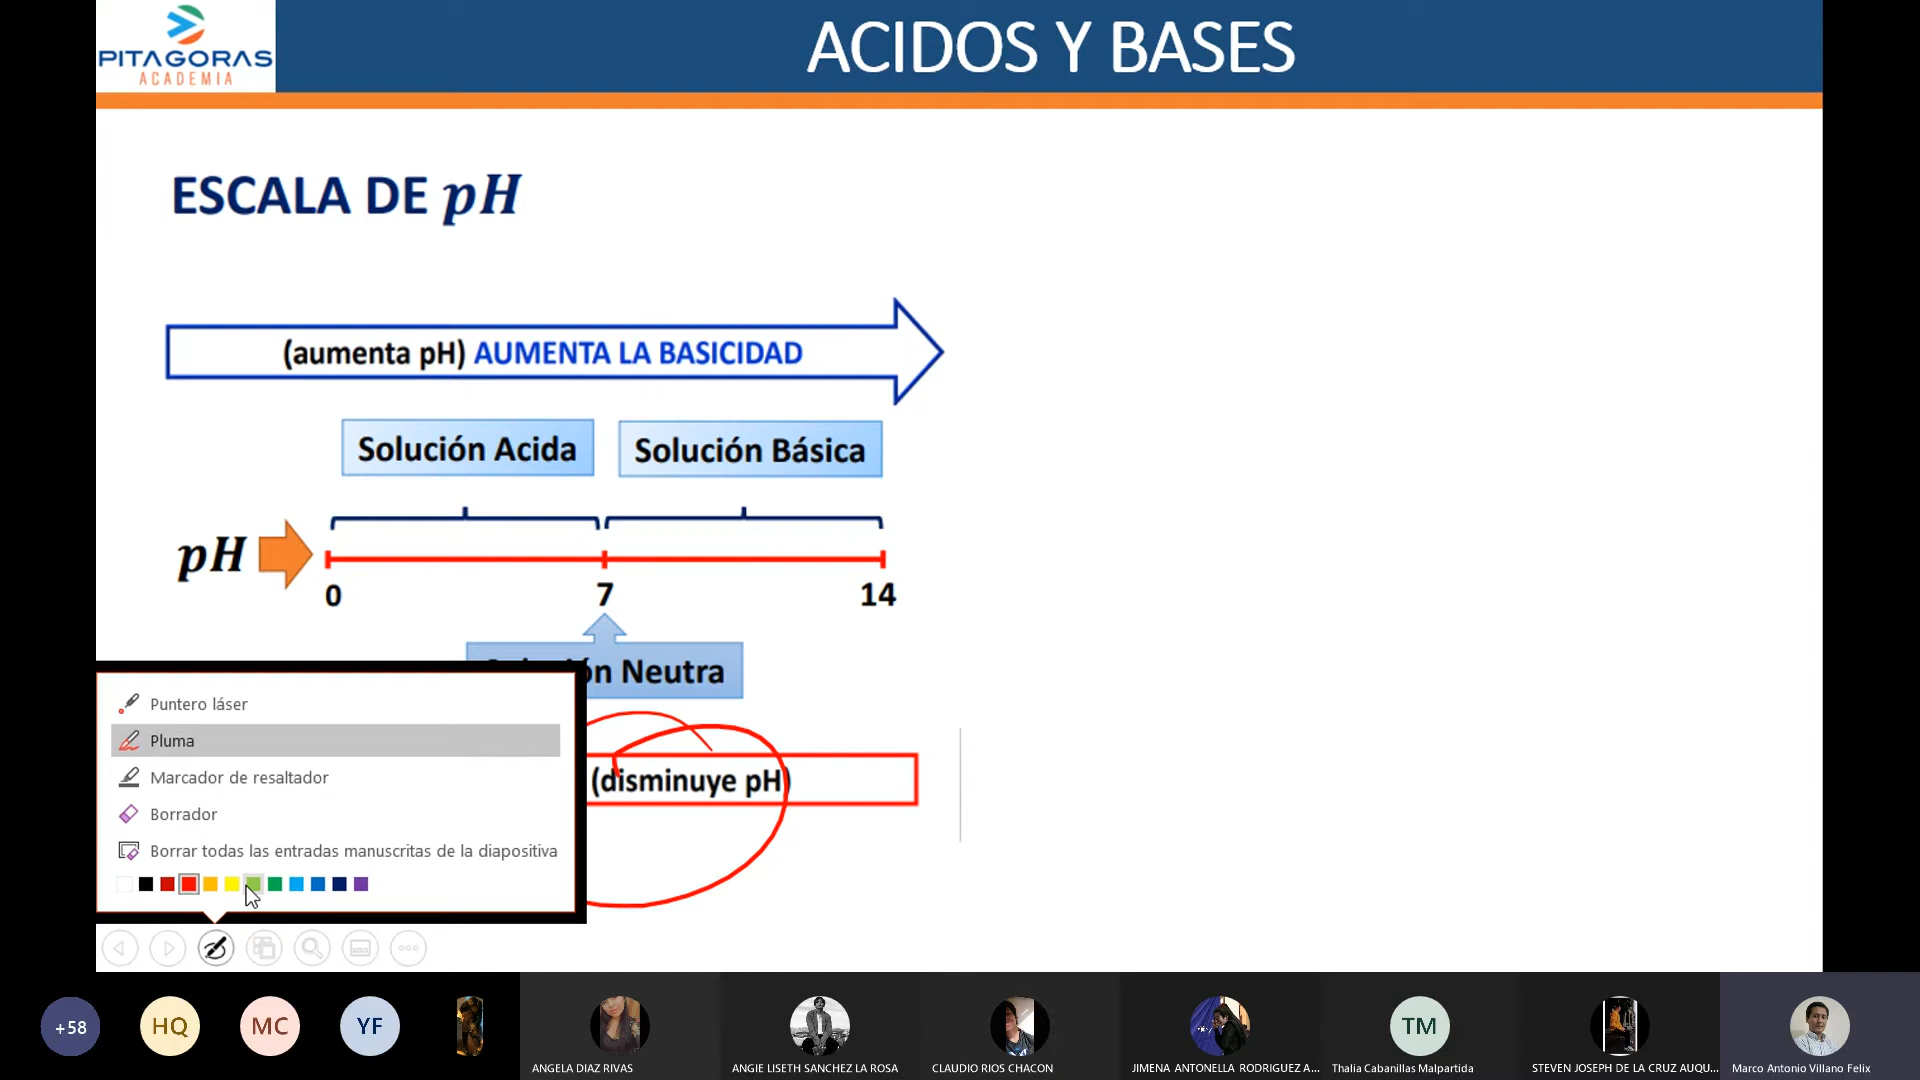 PITAGORAS
ACADEMIA
ACIDOS Y BASES
ESCALA DE pH
(aumenta pH) AUMENTA LA BASICIDAD
Solución Acida
Solución Básica
pH
0
7
14
Neutra
(disminuye pH)
Puntero láser
Pluma
Marcador de resaltador
Borrador
Borrar todas las entradas manuscritas de la diapositiva
+58
HQ
MC
YF
TM
ANGELA DIAZ RIVAS
ANGIE LISETH SANCHEZ LA ROSA
CLAUDIO RIOS CHACON
JIMENA ANTONELLA RODRIGUEZ A...
Thalia Cabanillas Malpartida
STEVEN JOSEPH DE LA CRUZ AUQU...
Marco Antonio Villano Felix